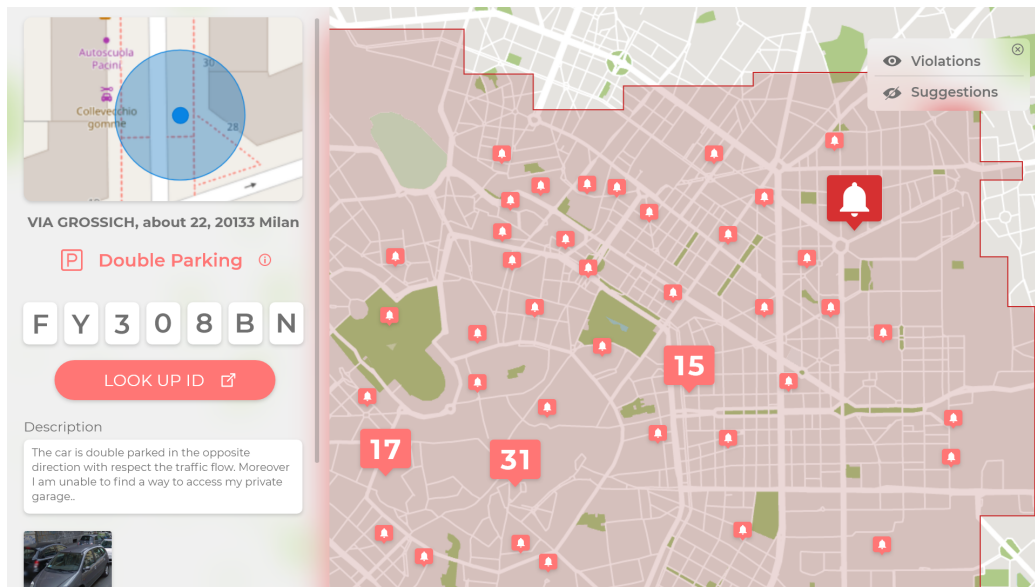 Autoscuola
Pacini
30
Collevecchio
gomme
28
VIA GROSSICH, about 22, 20133 Milan
P Double Parking
F Y 3 0 8 B N
LOOK UP ID
Description
The car is double parked in the opposite
direction with respect the traffic flow. Moreover
I am unable to find a way to access my private
garage..
Violations
Suggestions
15
17
31